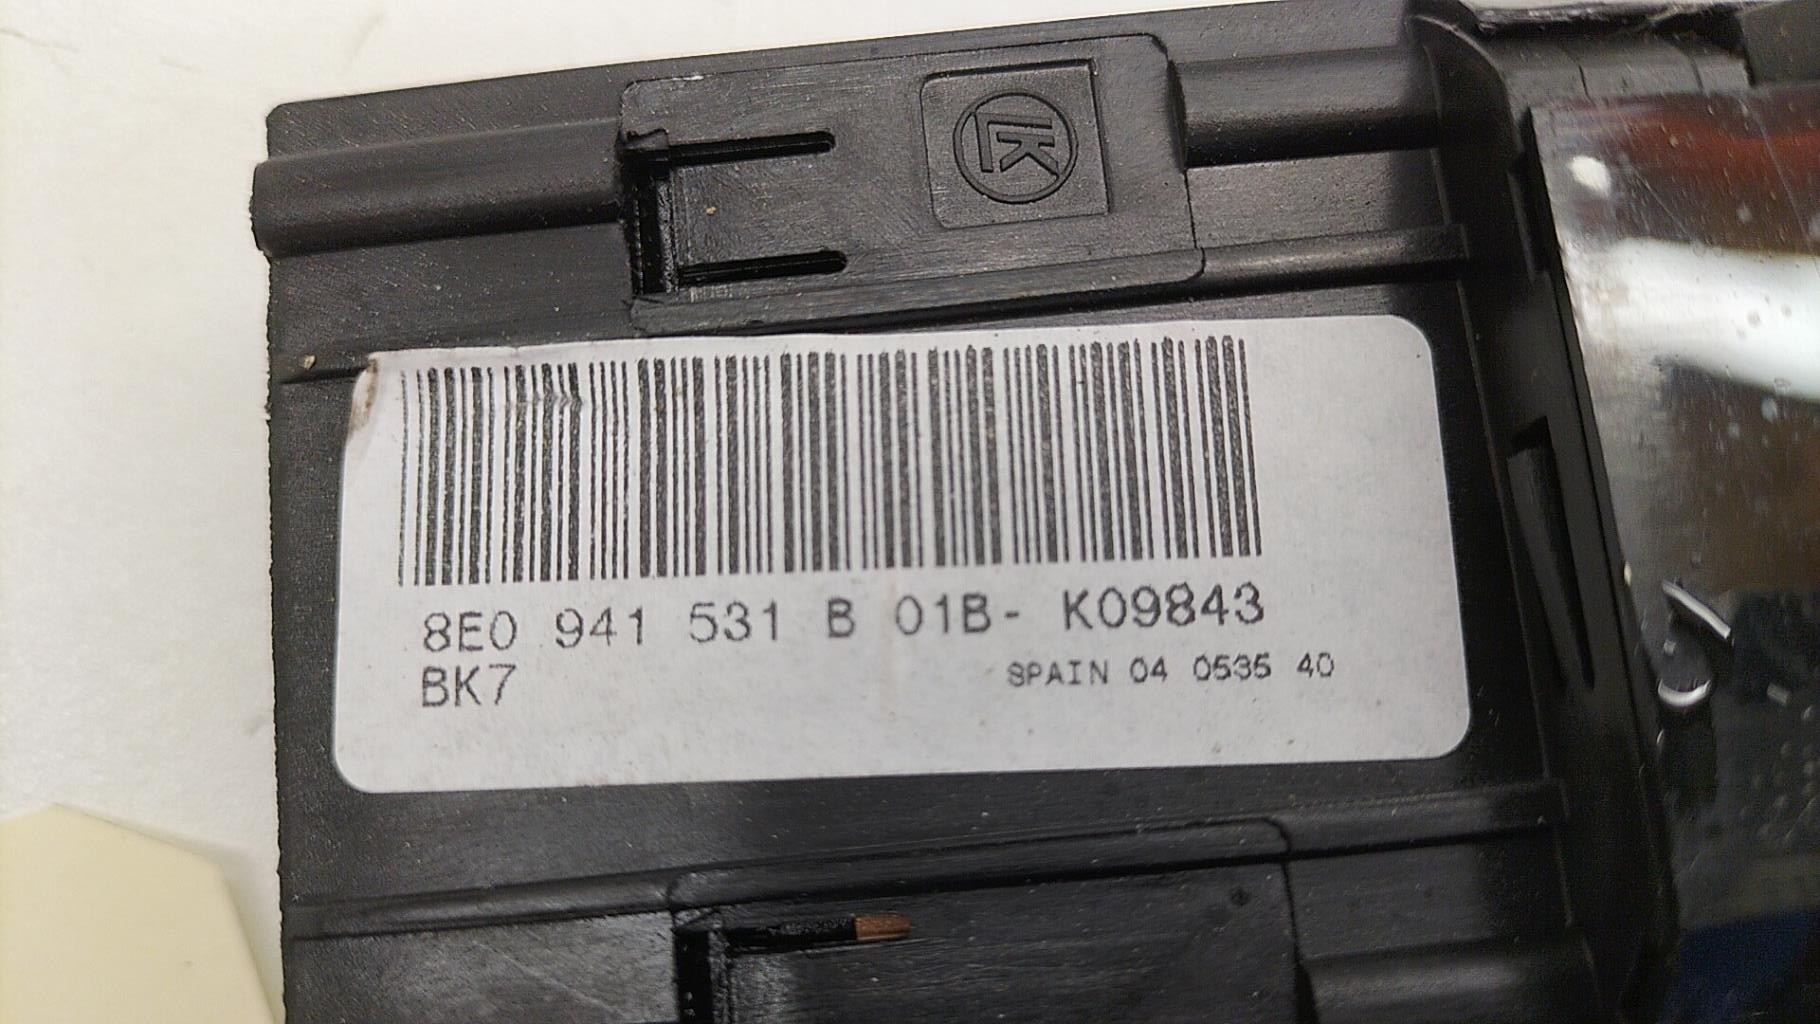 8E0 941 531 B 01B- K09843
BK7 SPAIN 04 0535 40